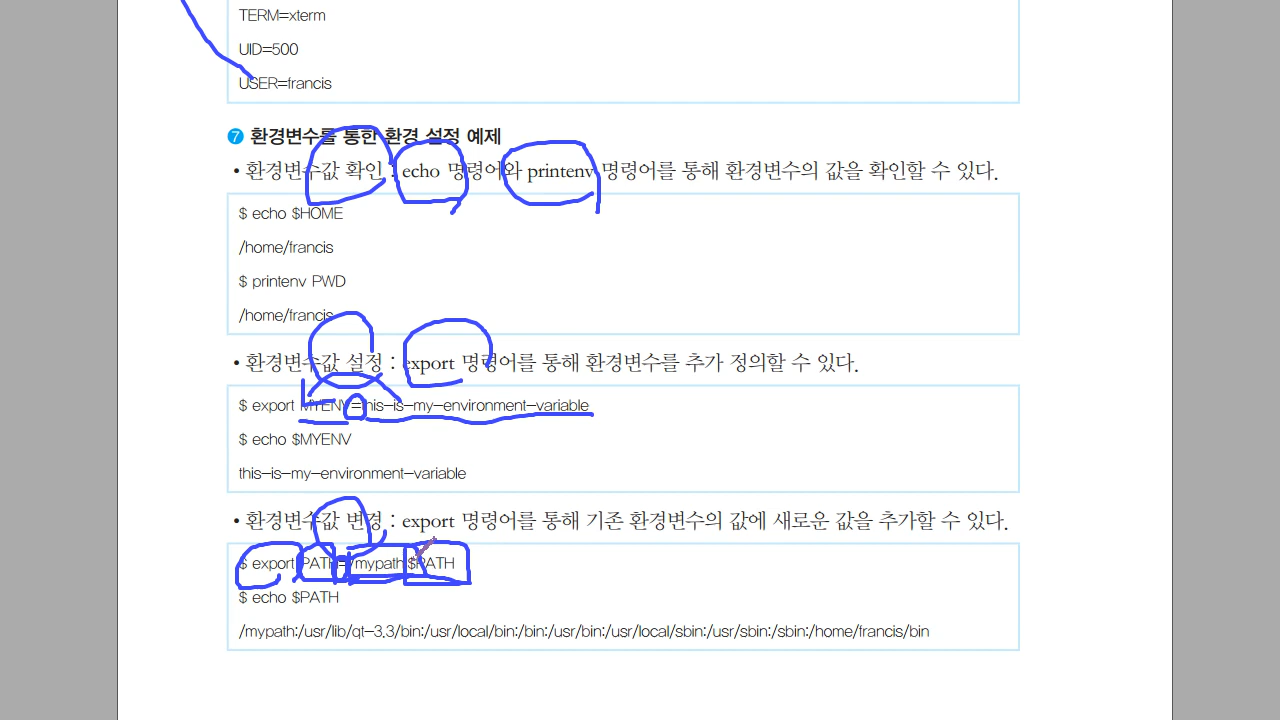 TERM=xterm
UID=500
USER=francis
❼ 환경변수를 통한 환경 설정 예제
• 환경변수값 확인 : echo 명령어와 printenv 명령어를 통해 환경변수의 값을 확인할 수 있다.
$ echo $HOME
/home/francis
$ printenv PWD
/home/francis
• 환경변수값 설정 : export 명령어를 통해 환경변수를 추가 정의할 수 있다.
$ export MYENV=this-is-my-environment-variable
$ echo $MYENV
this-is-my-environment-variable
• 환경변수값 변경 : export 명령어를 통해 기존 환경변수의 값에 새로운 값을 추가할 수 있다.
$ export PATH=/mypath:$PATH
$ echo $PATH
/mypath:/usr/lib/qt-3.3/bin:/usr/local/bin:/bin:/usr/bin:/usr/local/sbin:/usr/sbin:/sbin:/home/francis/bin